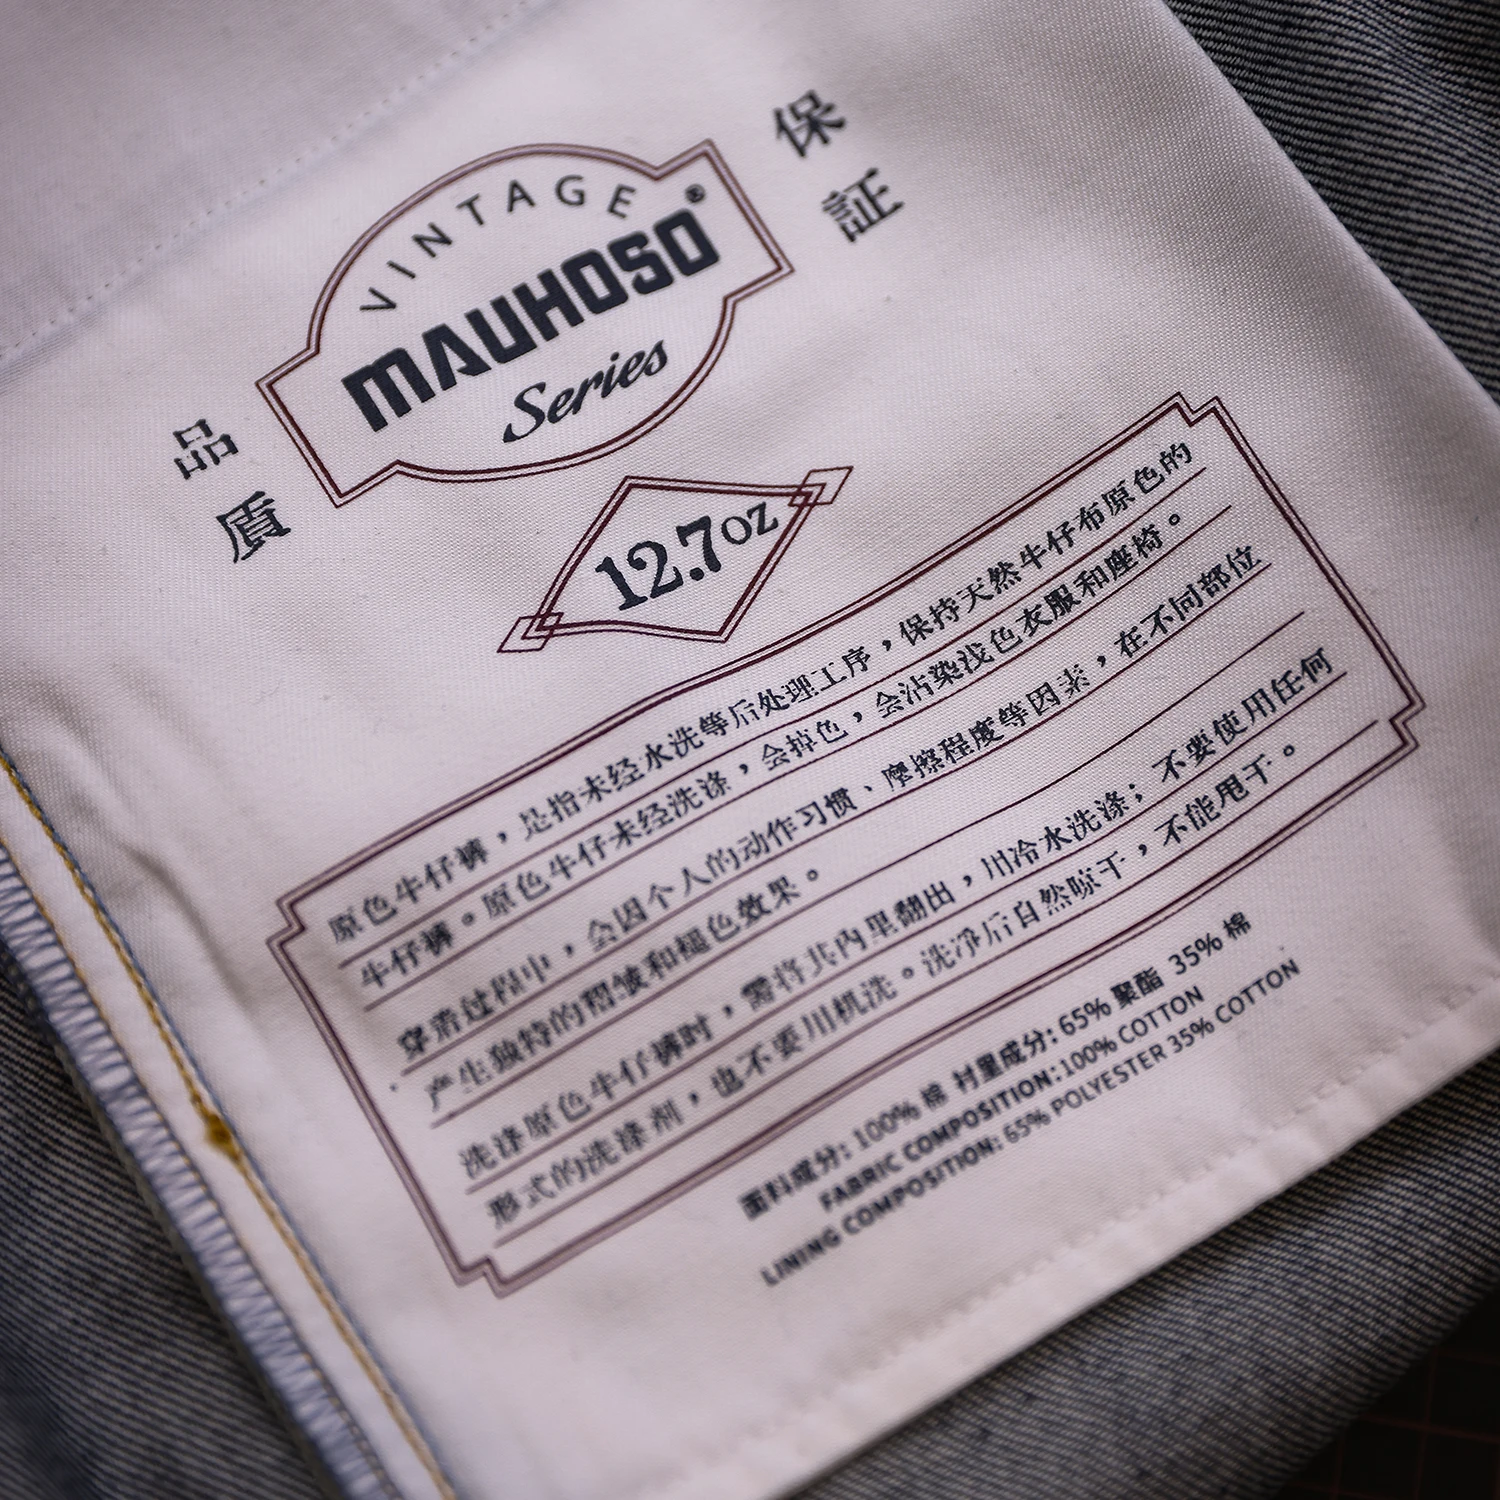 品質
保証
VINTAGE
MAUHOSO®
Series
12.7OZ
原色牛仔裤，是指未经水洗等后处理工序，保持天然牛仔布原色的
牛仔裤。原色牛仔未经洗涤，会掉色，会沾染浅色衣服和座椅。
穿着过程中，会因个人的动作习惯、摩擦程度等因素，在不同部位
产生独特的褶皱和褪色效果。
洗涤原色牛仔裤时，需将其内里翻出，用冷水洗涤；不要使用任何
形式的洗涤剂，也不要用机洗。洗净后自然晾干，不能甩干。
面料成分: 100% 棉 衬里成分: 65% 聚酯 35% 棉
FABRIC COMPOSITION:100% COTTON
LINING COMPOSITION: 65% POLYESTER 35% COTTON